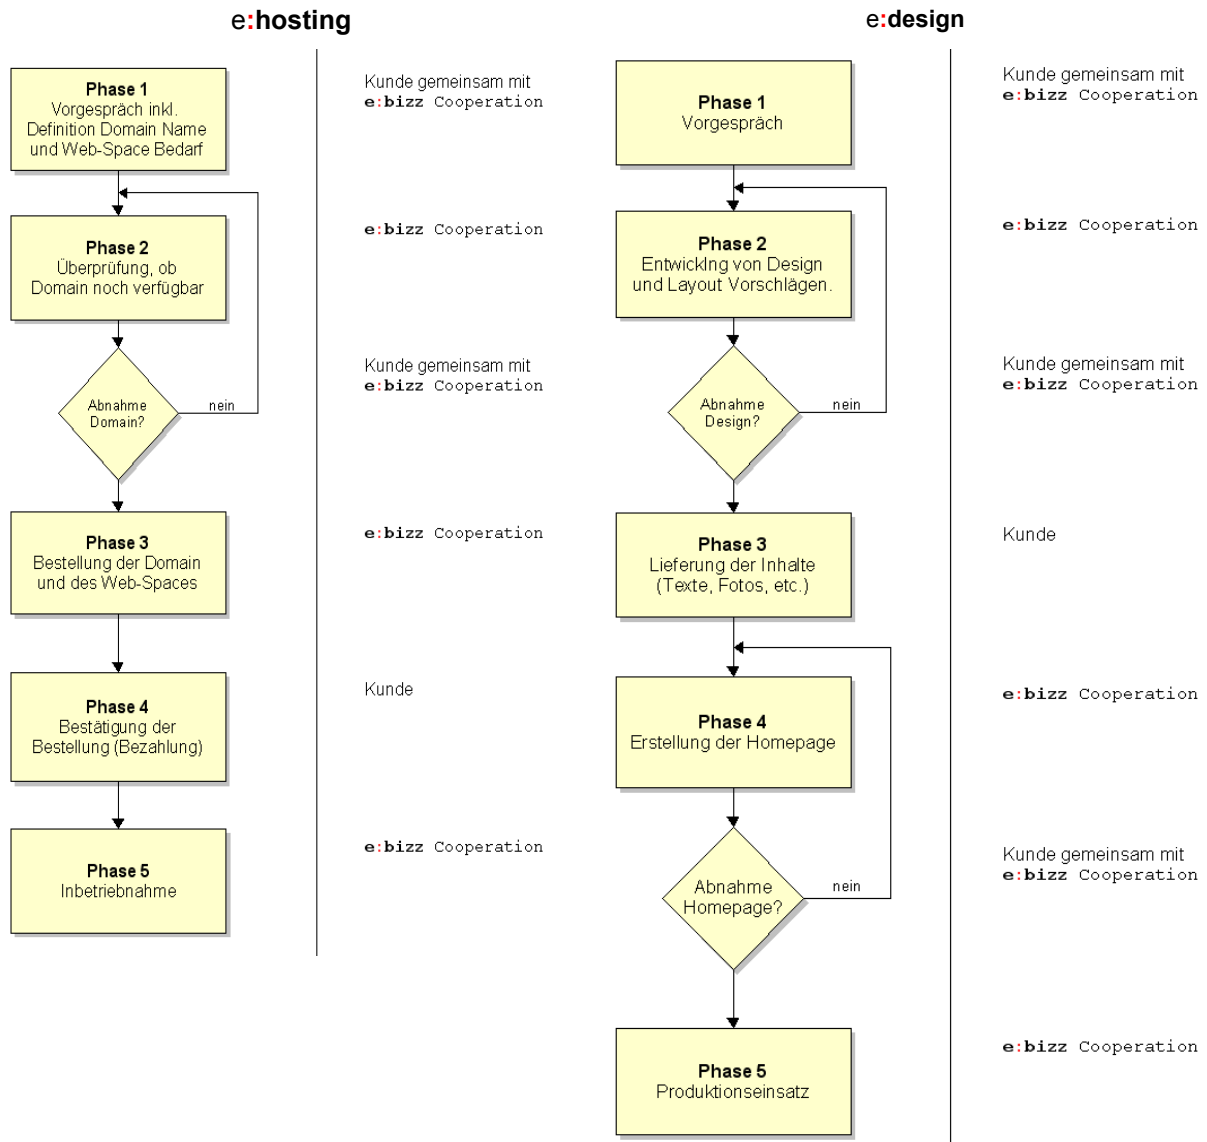 e:hosting
Phase 1
Vorgespräch inkl.
Definition Domain Name
und Web-Space Bedarf
Kunde gemeinsam mit
e:bizz Cooperation
Phase 2
Überprüfung, ob
Domain noch verfügbar
e:bizz Cooperation
Abnahme
Domain?
nein
Kunde gemeinsam mit
e:bizz Cooperation
Phase 3
Bestellung der Domain
und des Web-Spaces
e:bizz Cooperation
Phase 4
Bestätigung der
Bestellung (Bezahlung)
Kunde
Phase 5
Inbetriebnahme
e:bizz Cooperation
e:design
Phase 1
Vorgespräch
Kunde gemeinsam mit
e:bizz Cooperation
Phase 2
Entwicklng von Design
und Layout Vorschlägen.
e:bizz Cooperation
Abnahme
Design?
nein
Kunde gemeinsam mit
e:bizz Cooperation
Phase 3
Lieferung der Inhalte
(Texte, Fotos, etc.)
Kunde
Phase 4
Erstellung der Homepage
e:bizz Cooperation
Abnahme
Homepage?
nein
Kunde gemeinsam mit
e:bizz Cooperation
Phase 5
Produktionseinsatz
e:bizz Cooperation